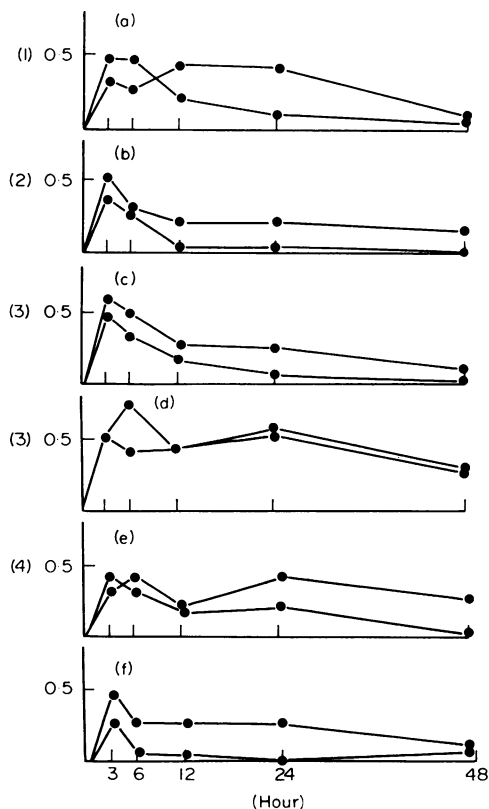 (a)
(1) 0·5
(b)
(2) 0·5
(c)
(3) 0·5
(d)
(3) 0·5
(e)
(4) 0·5
(f)
0·5
3 6 12 24 48
(Hour)